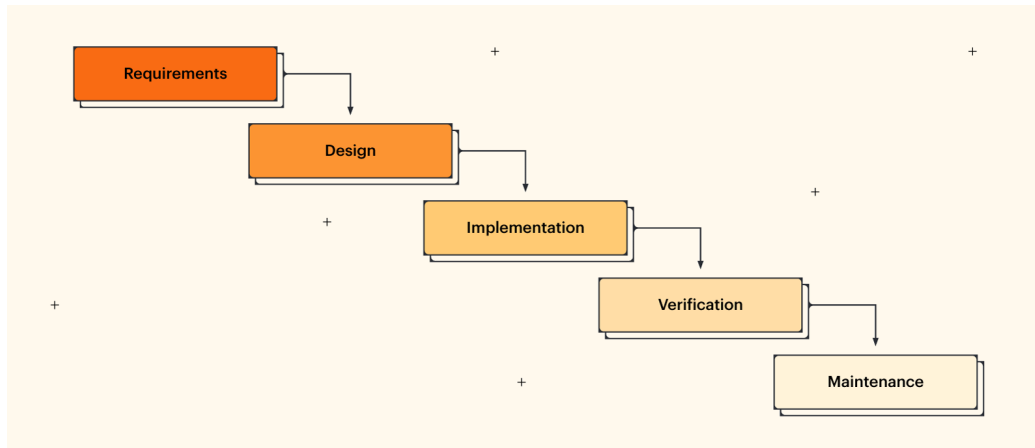 Requirements
Design
Implementation
Verification
Maintenance